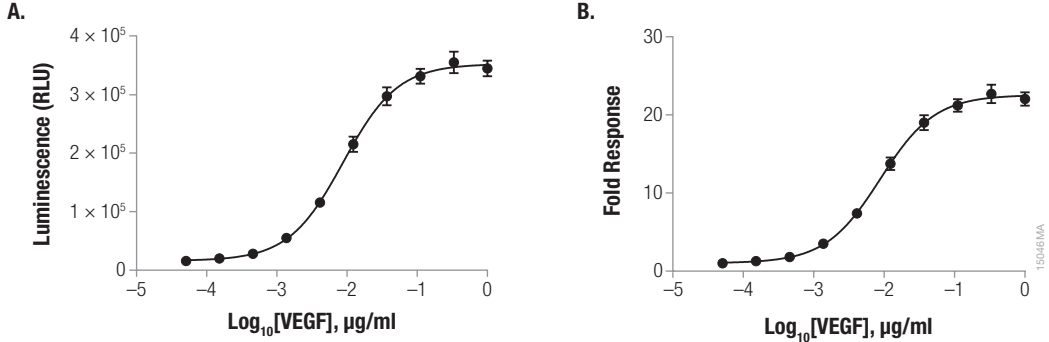 A.
4 × 10⁵
3 × 10⁵
2 × 10⁵
1 × 10⁵
0
Luminescence (RLU)
–5 –4 –3 –2 –1 0
Log₁₀[VEGF], µg/ml
B.
30
20
10
0
Fold Response
–5 –4 –3 –2 –1 0
Log₁₀[VEGF], µg/ml
15046MA